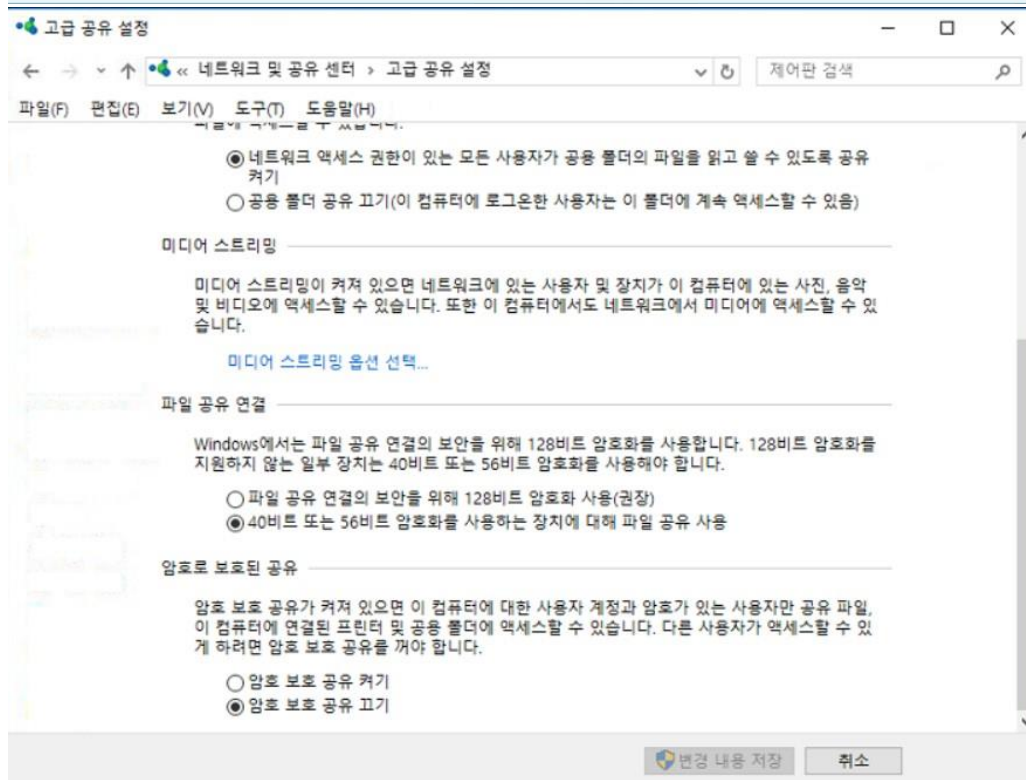 고급 공유 설정
« 네트워크 및 공유 센터 › 고급 공유 설정
제어판 검색
파일(F) 편집(E) 보기(V) 도구(T) 도움말(H)
파일에 액세스할 수 있습니다.
네트워크 액세스 권한이 있는 모든 사용자가 공용 폴더의 파일을 읽고 쓸 수 있도록 공유
켜기
공용 폴더 공유 끄기(이 컴퓨터에 로그온한 사용자는 이 폴더에 계속 액세스할 수 있음)
미디어 스트리밍
미디어 스트리밍이 켜져 있으면 네트워크에 있는 사용자 및 장치가 이 컴퓨터에 있는 사진, 음악
및 비디오에 액세스할 수 있습니다. 또한 이 컴퓨터에서도 네트워크에서 미디어에 액세스할 수 있
습니다.
미디어 스트리밍 옵션 선택...
파일 공유 연결
Windows에서는 파일 공유 연결의 보안을 위해 128비트 암호화를 사용합니다. 128비트 암호화를
지원하지 않는 일부 장치는 40비트 또는 56비트 암호화를 사용해야 합니다.
파일 공유 연결의 보안을 위해 128비트 암호화 사용(권장)
40비트 또는 56비트 암호화를 사용하는 장치에 대해 파일 공유 사용
암호로 보호된 공유
암호 보호 공유가 켜져 있으면 이 컴퓨터에 대한 사용자 계정과 암호가 있는 사용자만 공유 파일,
이 컴퓨터에 연결된 프린터 및 공용 폴더에 액세스할 수 있습니다. 다른 사용자가 액세스할 수 있
게 하려면 암호 보호 공유를 꺼야 합니다.
암호 보호 공유 켜기
암호 보호 공유 끄기
변경 내용 저장
취소